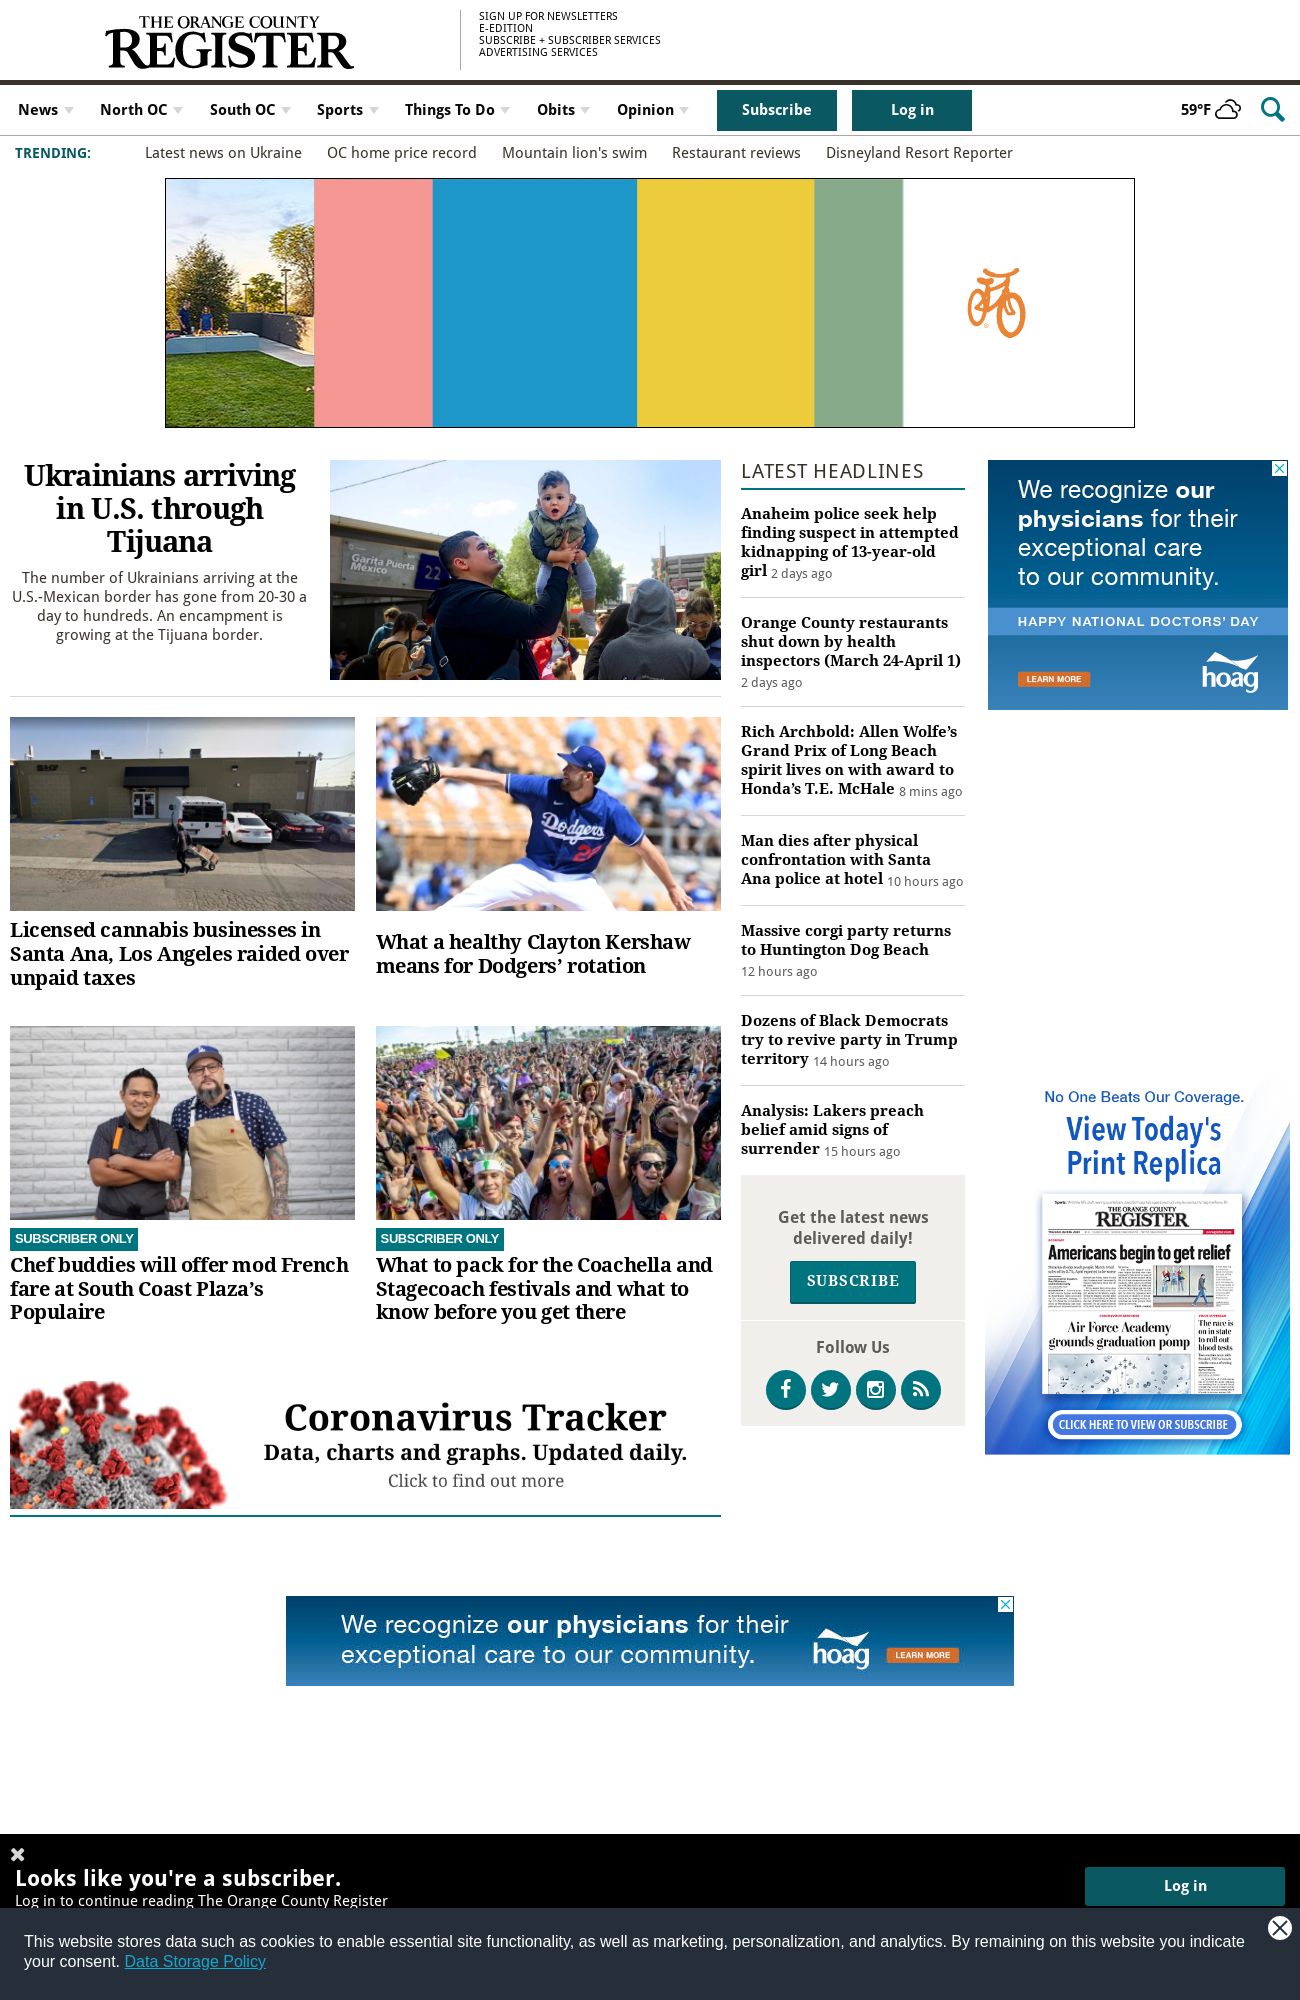 THE ORANGE COUNTY
REGISTER
SIGN UP FOR NEWSLETTERS
E-EDITION
SUBSCRIBE + SUBSCRIBER SERVICES
ADVERTISING SERVICES
News North OC South OC Sports Things To Do Obits Opinion Subscribe Log in 59°F
TRENDING: Latest news on Ukraine OC home price record Mountain lion's swim Restaurant reviews Disneyland Resort Reporter
Ukrainians arriving
in U.S. through
Tijuana
The number of Ukrainians arriving at the
U.S.-Mexican border has gone from 20-30 a
day to hundreds. An encampment is
growing at the Tijuana border.
Garita Puerta
Mexico
22
Licensed cannabis businesses in
Santa Ana, Los Angeles raided over
unpaid taxes
Dodgers
22
What a healthy Clayton Kershaw
means for Dodgers’ rotation
SUBSCRIBER ONLY
Chef buddies will offer mod French
fare at South Coast Plaza’s
Populaire
SUBSCRIBER ONLY
What to pack for the Coachella and
Stagecoach festivals and what to
know before you get there
Coronavirus Tracker
Data, charts and graphs. Updated daily.
Click to find out more
LATEST HEADLINES
Anaheim police seek help
finding suspect in attempted
kidnapping of 13-year-old
girl 2 days ago
Orange County restaurants
shut down by health
inspectors (March 24-April 1)
2 days ago
Rich Archbold: Allen Wolfe’s
Grand Prix of Long Beach
spirit lives on with award to
Honda’s T.E. McHale 8 mins ago
Man dies after physical
confrontation with Santa
Ana police at hotel 10 hours ago
Massive corgi party returns
to Huntington Dog Beach
12 hours ago
Dozens of Black Democrats
try to revive party in Trump
territory 14 hours ago
Analysis: Lakers preach
belief amid signs of
surrender 15 hours ago
Get the latest news
delivered daily!
SUBSCRIBE
Follow Us
We recognize our
physicians for their
exceptional care
to our community.
HAPPY NATIONAL DOCTORS’ DAY
LEARN MORE
hoag
No One Beats Our Coverage.
View Today's
Print Replica
THE ORANGE COUNTY
REGISTER
Americans begin to get relief
Air Force Academy
grounds graduation pomp
The race is
on in state
to roll out
blood tests
CLICK HERE TO VIEW OR SUBSCRIBE
We recognize our physicians for their
exceptional care to our community.
hoag
LEARN MORE
Looks like you're a subscriber.
Log in to continue reading The Orange County Register
Log in
This website stores data such as cookies to enable essential site functionality, as well as marketing, personalization, and analytics. By remaining on this website you indicate
your consent. Data Storage Policy